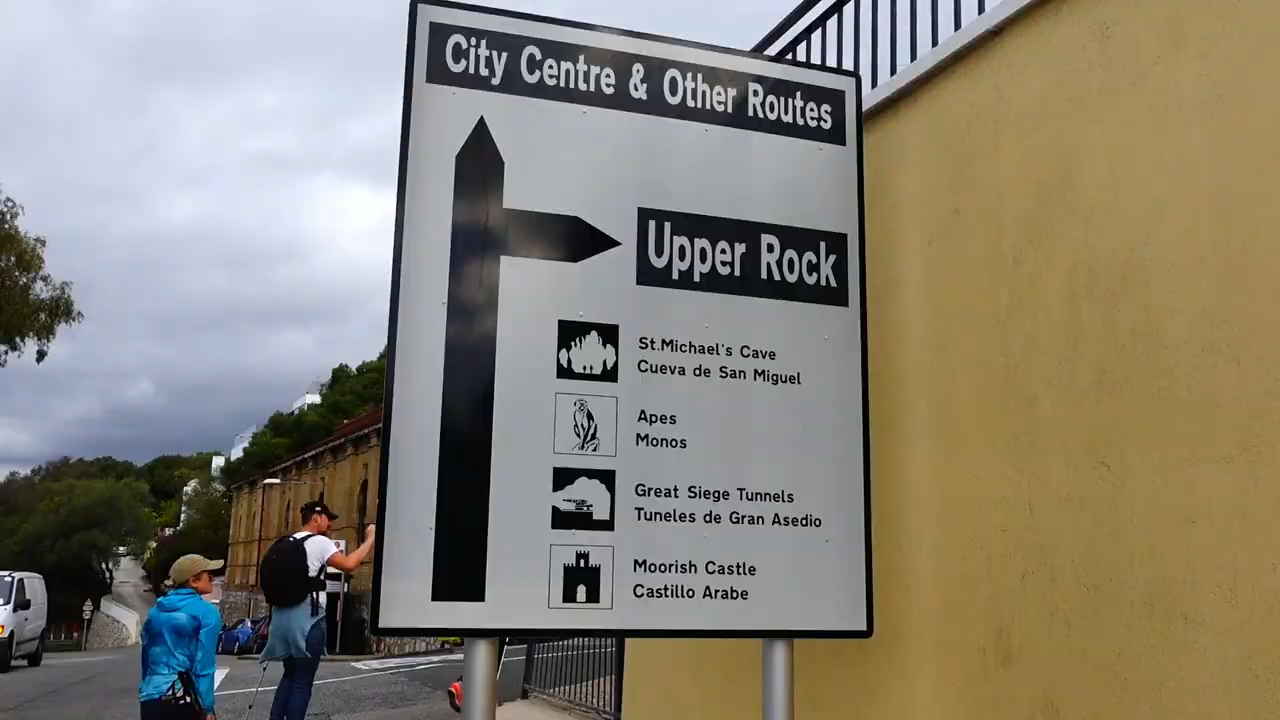 City Centre & Other Routes
Upper Rock
St.Michael's Cave
Cueva de San Miguel
Apes
Monos
Great Siege Tunnels
Tuneles de Gran Asedio
Moorish Castle
Castillo Arabe